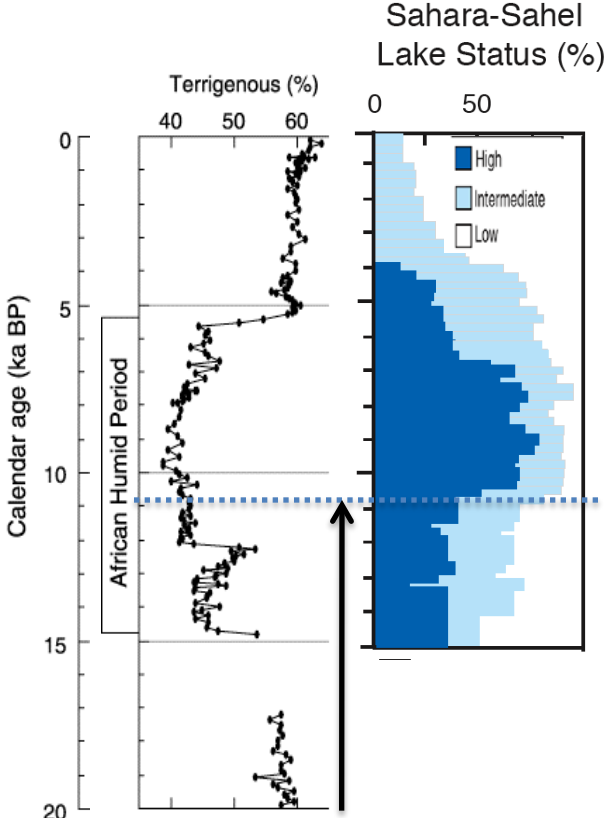 Sahara-Sahel
Lake Status (%)
Terrigenous (%)
0 50
40 50 60
0
High
Intermediate
Low
5
10
15
20
Calendar age (ka BP)
African Humid Period